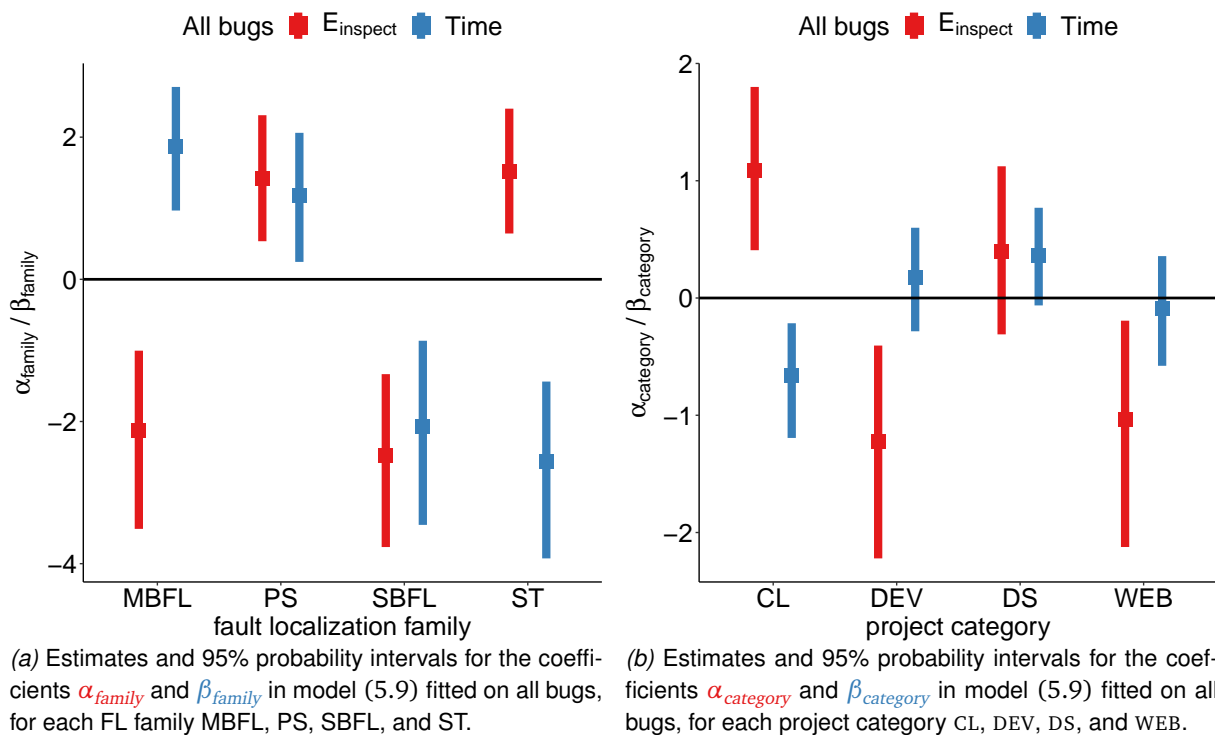 All bugs E_inspect Time
2
0
−2
−4
α_family / β_family
MBFL PS SBFL ST
fault localization family
(a) Estimates and 95% probability intervals for the coeffi-
cients α_family and β_family in model (5.9) fitted on all bugs,
for each FL family MBFL, PS, SBFL, and ST.
All bugs E_inspect Time
2
1
0
−1
−2
α_category / β_category
CL DEV DS WEB
project category
(b) Estimates and 95% probability intervals for the coef-
ficients α_category and β_category in model (5.9) fitted on all
bugs, for each project category CL, DEV, DS, and WEB.